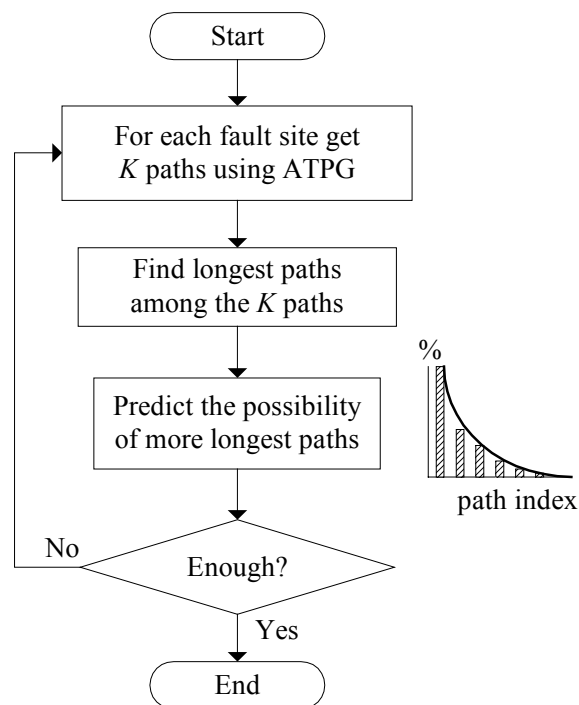 Start
For each fault site get
K paths using ATPG
Find longest paths
among the K paths
%
Predict the possibility
of more longest paths
path index
No
Enough?
Yes
End